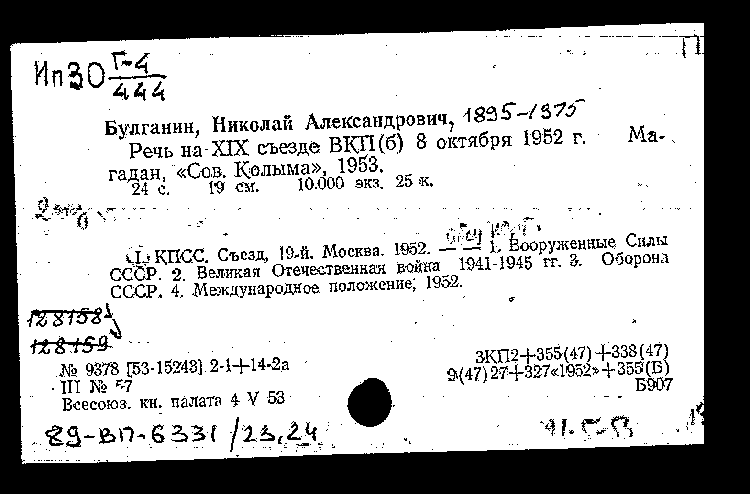 Ип30 Г-4
444
Булганин, Николай Александрович, 1895-1975
Речь на XIX съезде ВКП(б) 8 октября 1952 г. Ма-
гадан, «Сов. Колыма», 1953.
24 с. 19 см. 10.000 экз. 25 к.
2 экз
I. КПСС. Съезд, 19-й. Москва. 1952. — — 1. Вооруженные Силы
СССР. 2. Великая Отечественная война 1941-1945 гг. 3. Оборона
СССР. 4. Международное положение, 1952.
128158
128159
№ 9378 [53-15243] 2-1+14-2а
III № 57
Всесоюз. кн. палата 4 V 53
3КП2+355(47)+338(47)
9(47)27+327«1952»+355(Б)
Б907
89-ВП-6331/23,24